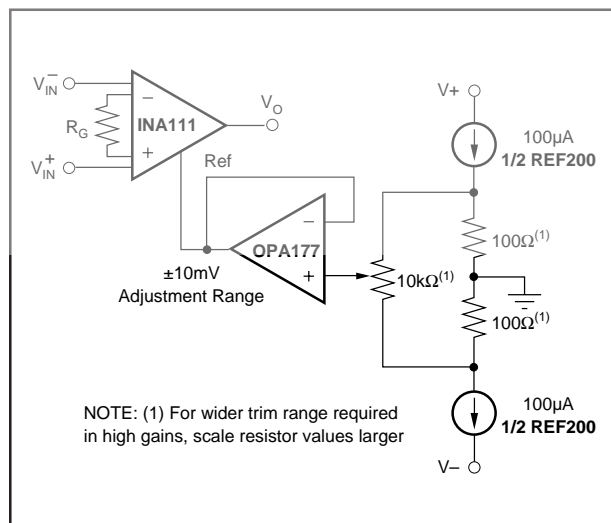 V⁻IN
RG
V⁺IN
INA111
VO
Ref
OPA177
±10mV
Adjustment Range
V+
100µA
1/2 REF200
100Ω(1)
10kΩ(1)
100Ω(1)
100µA
1/2 REF200
V–
NOTE: (1) For wider trim range required
in high gains, scale resistor values larger